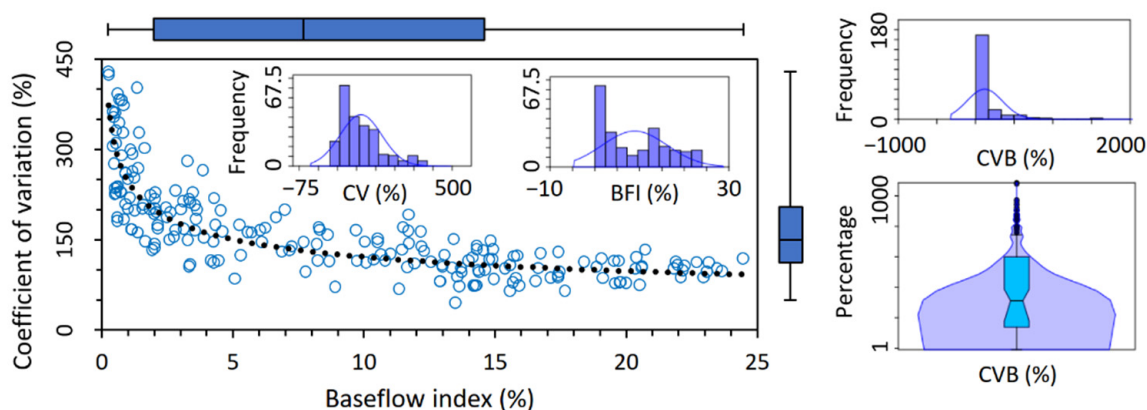 450
300
150
0
Coefficient of variation (%)
0
5
10
15
20
25
Baseflow index (%)
Frequency
67.5
0
−75
CV (%)
500
Frequency
67.5
0
−10
BFI (%)
30
Frequency
180
0
−1000
CVB (%)
2000
Percentage
1000
1
CVB (%)